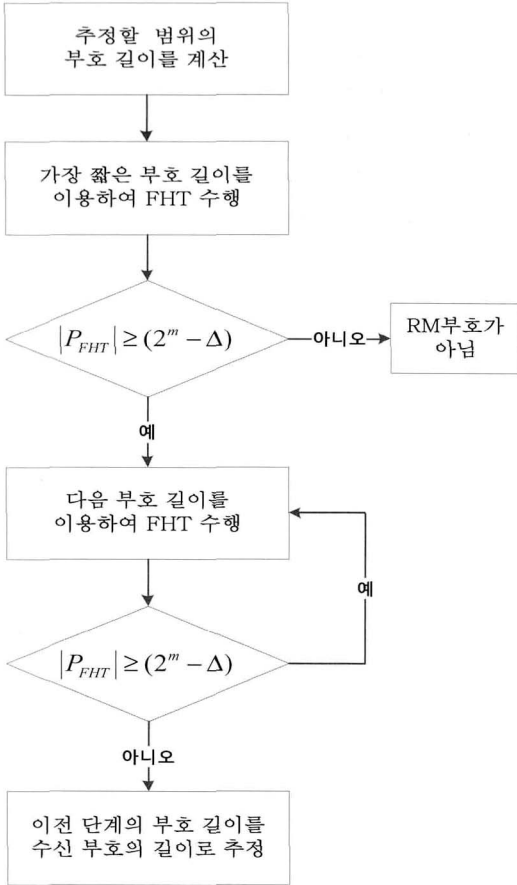 추정할 범위의
부호 길이를 계산
가장 짧은 부호 길이를
이용하여 FHT 수행
|P_{FHT}| ≥ (2^m − Δ)
아니오
RM부호가
아님
예
다음 부호 길이를
이용하여 FHT 수행
예
|P_{FHT}| ≥ (2^m − Δ)
아니오
이전 단계의 부호 길이를
수신 부호의 길이로 추정